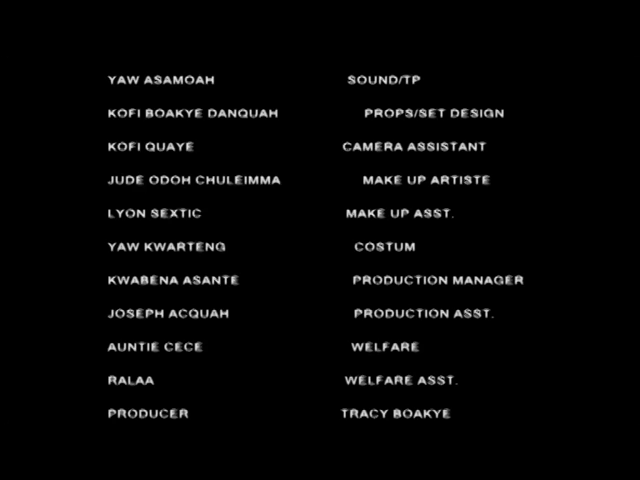 YAW ASAMOAH SOUND/TP
KOFI BOAKYE DANQUAH PROPS/SET DESIGN
KOFI QUAYE CAMERA ASSISTANT
JUDE ODOH CHULEIMMA MAKE UP ARTISTE
LYON SEXTIC MAKE UP ASST.
YAW KWARTENG COSTUM
KWABENA ASANTE PRODUCTION MANAGER
JOSEPH ACQUAH PRODUCTION ASST.
AUNTIE CECE WELFARE
RALAA WELFARE ASST.
PRODUCER TRACY BOAKYE